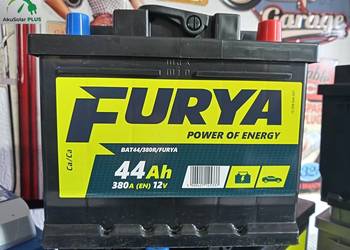 AkuSolar PLUS
Garage
FURYA
POWER OF ENERGY
Ca/Ca
BAT44/380R/FURYA
44Ah
380A (EN) 12V